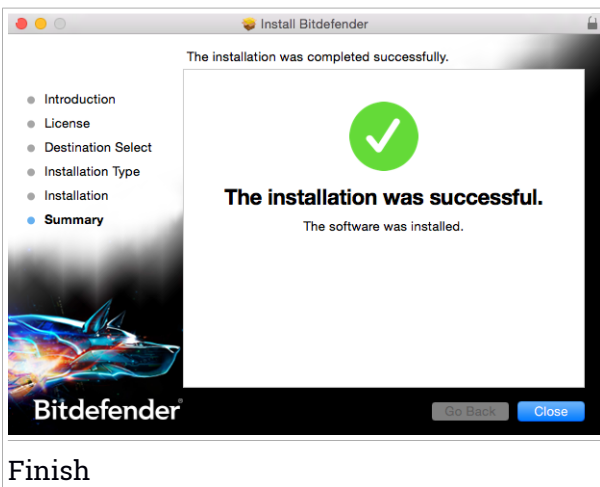 Install Bitdefender
The installation was completed successfully.
Introduction
License
Destination Select
Installation Type
Installation
Summary
The installation was successful.
The software was installed.
Bitdefender
Go Back
Close
Finish